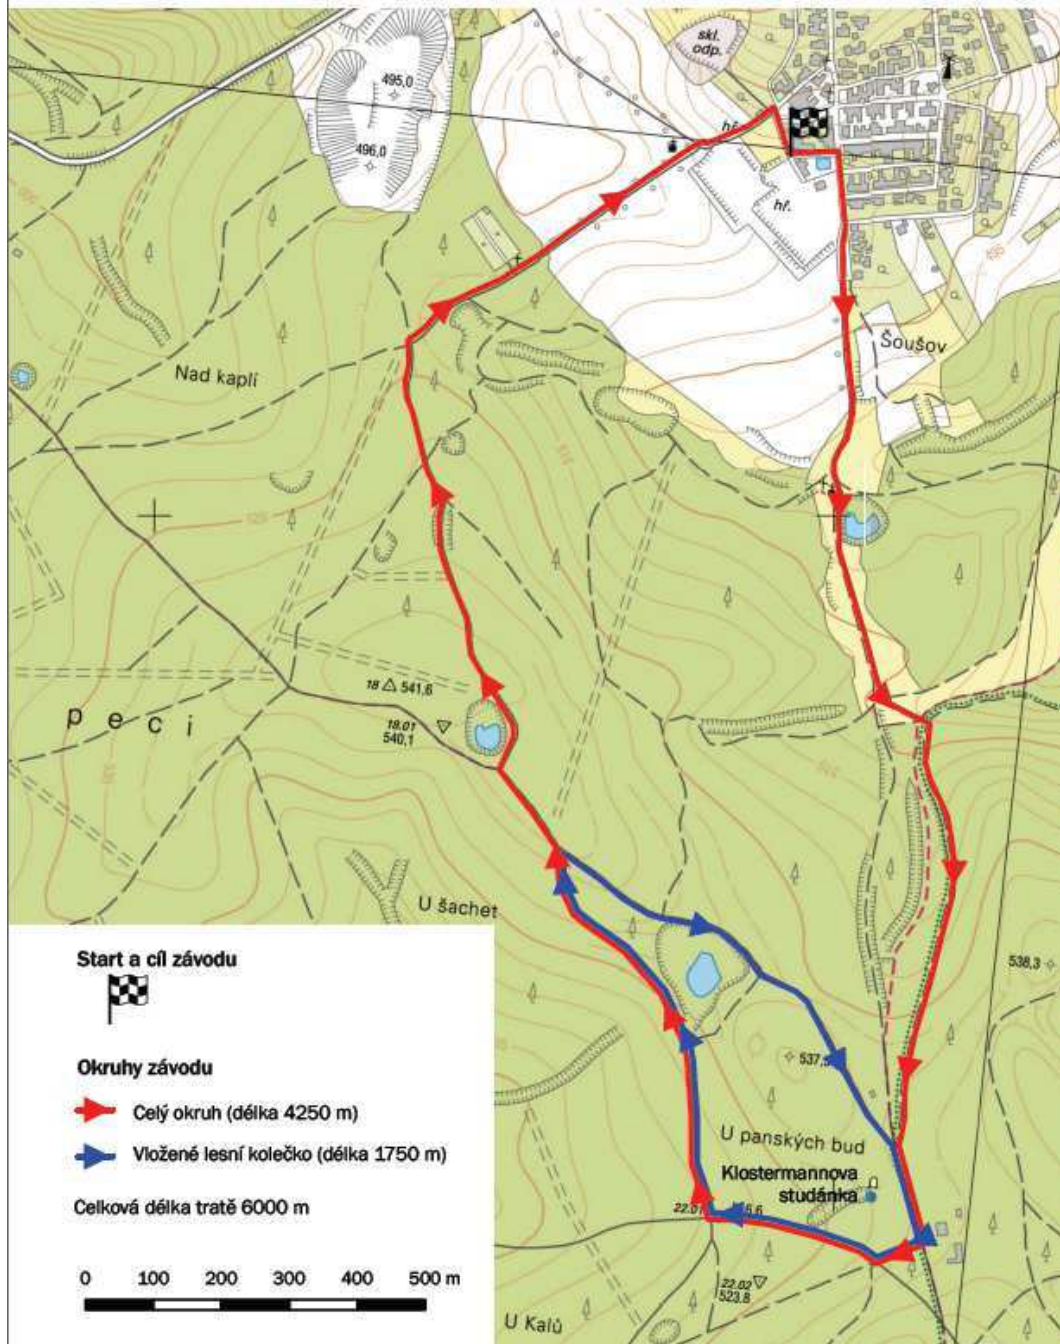 skl.
odp.
495,0
496,0
hř.
hř.
Šoušov
Nad kaplí
18 541,6
18.01
540,1
P e c í
U šachet
538,3
U panských bud
Klostermannova
studánka
22.01
22.02
523,8
U Kalů
Start a cíl závodu
Okruhy závodu
Celý okruh (délka 4250 m)
Vložené lesní kolečko (délka 1750 m)
Celková délka tratě 6000 m
0 100 200 300 400 500 m